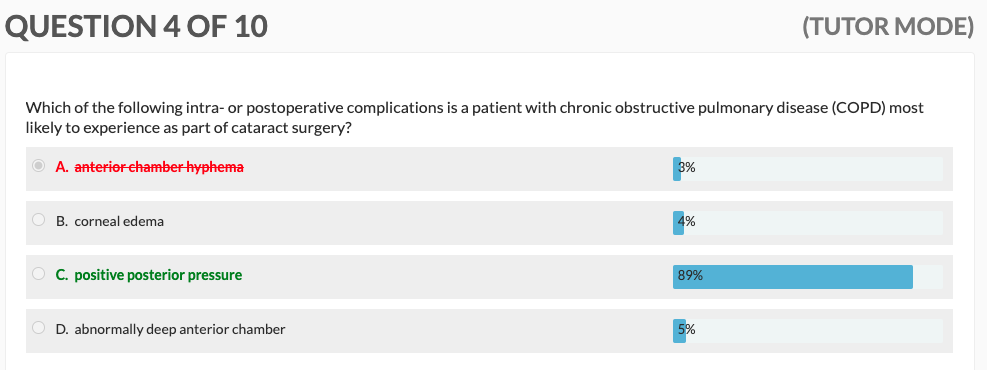 QUESTION 4 OF 10
(TUTOR MODE)
Which of the following intra- or postoperative complications is a patient with chronic obstructive pulmonary disease (COPD) most
likely to experience as part of cataract surgery?
A. anterior chamber hyphema
3%
B. corneal edema
4%
C. positive posterior pressure
89%
D. abnormally deep anterior chamber
5%